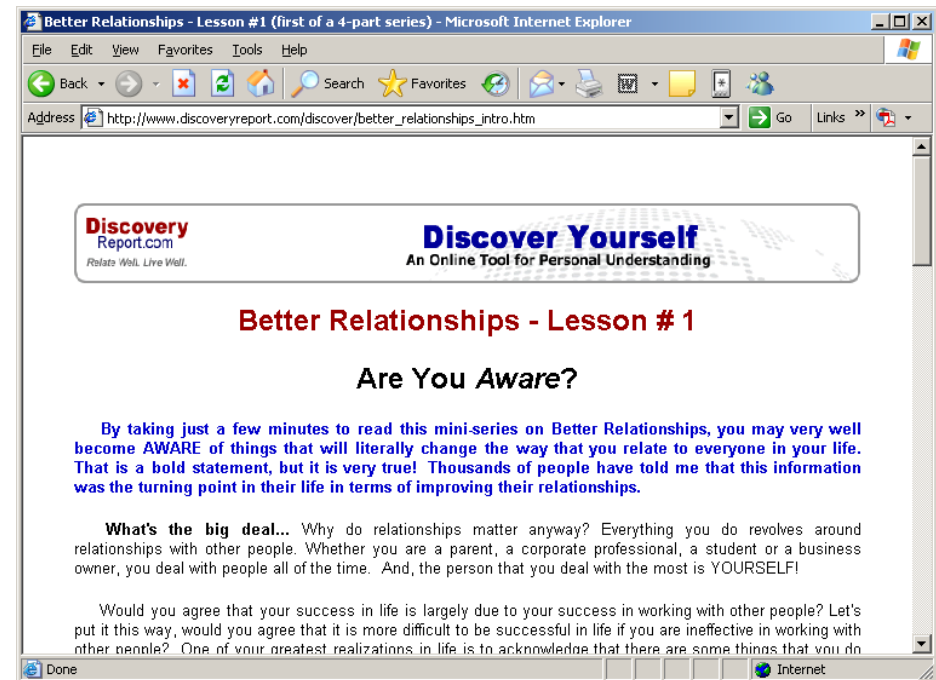 Better Relationships - Lesson #1 (first of a 4-part series) - Microsoft Internet Explorer
File Edit View Favorites Tools Help
Back Search Favorites
Address http://www.discoveryreport.com/discover/better_relationships_intro.htm Go Links »
Discovery
Report.com
Relate Well. Live Well.
Discover Yourself
An Online Tool for Personal Understanding
Better Relationships - Lesson # 1
Are You Aware?
By taking just a few minutes to read this mini-series on Better Relationships, you may very well
become AWARE of things that will literally change the way that you relate to everyone in your life.
That is a bold statement, but it is very true! Thousands of people have told me that this information
was the turning point in their life in terms of improving their relationships.
What's the big deal... Why do relationships matter anyway? Everything you do revolves around
relationships with other people. Whether you are a parent, a corporate professional, a student or a business
owner, you deal with people all of the time. And, the person that you deal with the most is YOURSELF!
Would you agree that your success in life is largely due to your success in working with other people? Let's
put it this way, would you agree that it is more difficult to be successful in life if you are ineffective in working with
other people? One of your greatest realizations in life is to acknowledge that there are some things that you do
Done Internet